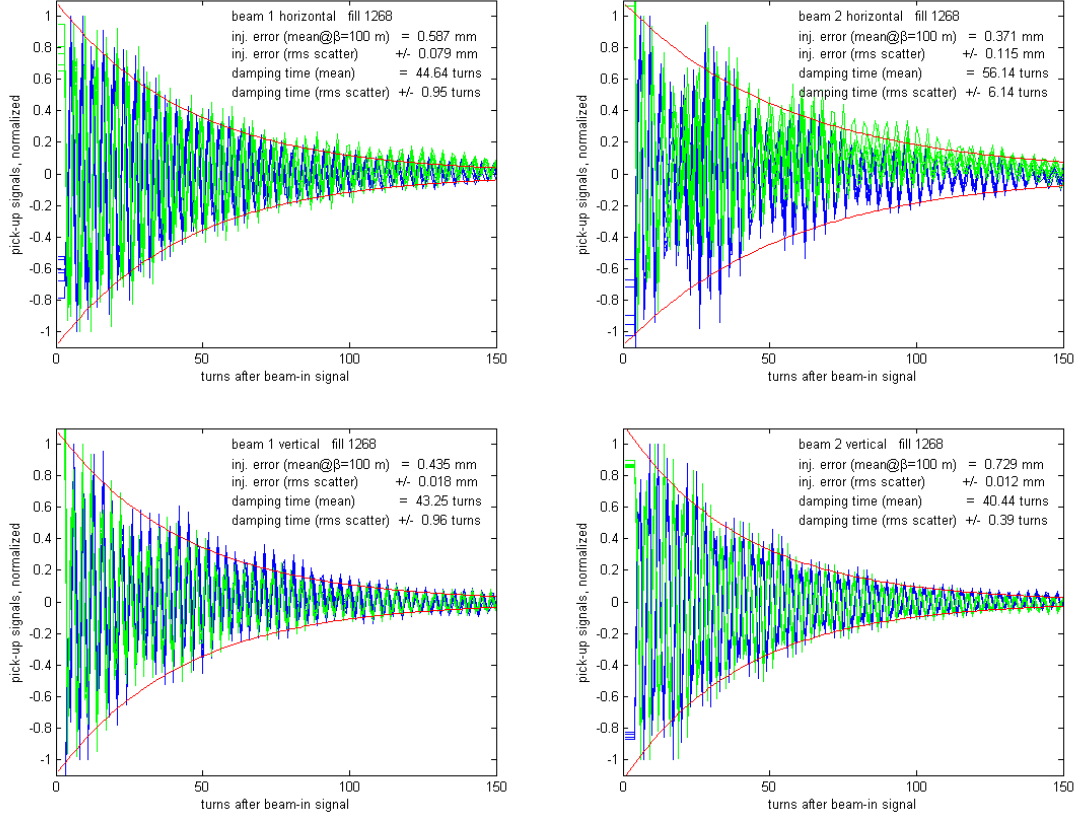 beam 1 horizontal fill 1268
inj. error (mean@β=100 m) = 0.587 mm
inj. error (rms scatter) +/- 0.079 mm
damping time (mean) = 44.64 turns
damping time (rms scatter) +/- 0.95 turns
pick-up signals, normalized
1
0.8
0.6
0.4
0.2
0
-0.2
-0.4
-0.6
-0.8
-1
0 50 100 150
turns after beam-in signal
beam 2 horizontal fill 1268
inj. error (mean@β=100 m) = 0.371 mm
inj. error (rms scatter) +/- 0.115 mm
damping time (mean) = 56.14 turns
damping time (rms scatter) +/- 6.14 turns
pick-up signals, normalized
1
0.8
0.6
0.4
0.2
0
-0.2
-0.4
-0.6
-0.8
-1
0 50 100 150
turns after beam-in signal
beam 1 vertical fill 1268
inj. error (mean@β=100 m) = 0.435 mm
inj. error (rms scatter) +/- 0.018 mm
damping time (mean) = 43.25 turns
damping time (rms scatter) +/- 0.96 turns
pick-up signals, normalized
1
0.8
0.6
0.4
0.2
0
-0.2
-0.4
-0.6
-0.8
-1
0 50 100 150
turns after beam-in signal
beam 2 vertical fill 1268
inj. error (mean@β=100 m) = 0.729 mm
inj. error (rms scatter) +/- 0.012 mm
damping time (mean) = 40.44 turns
damping time (rms scatter) +/- 0.39 turns
pick-up signals, normalized
1
0.8
0.6
0.4
0.2
0
-0.2
-0.4
-0.6
-0.8
-1
0 50 100 150
turns after beam-in signal